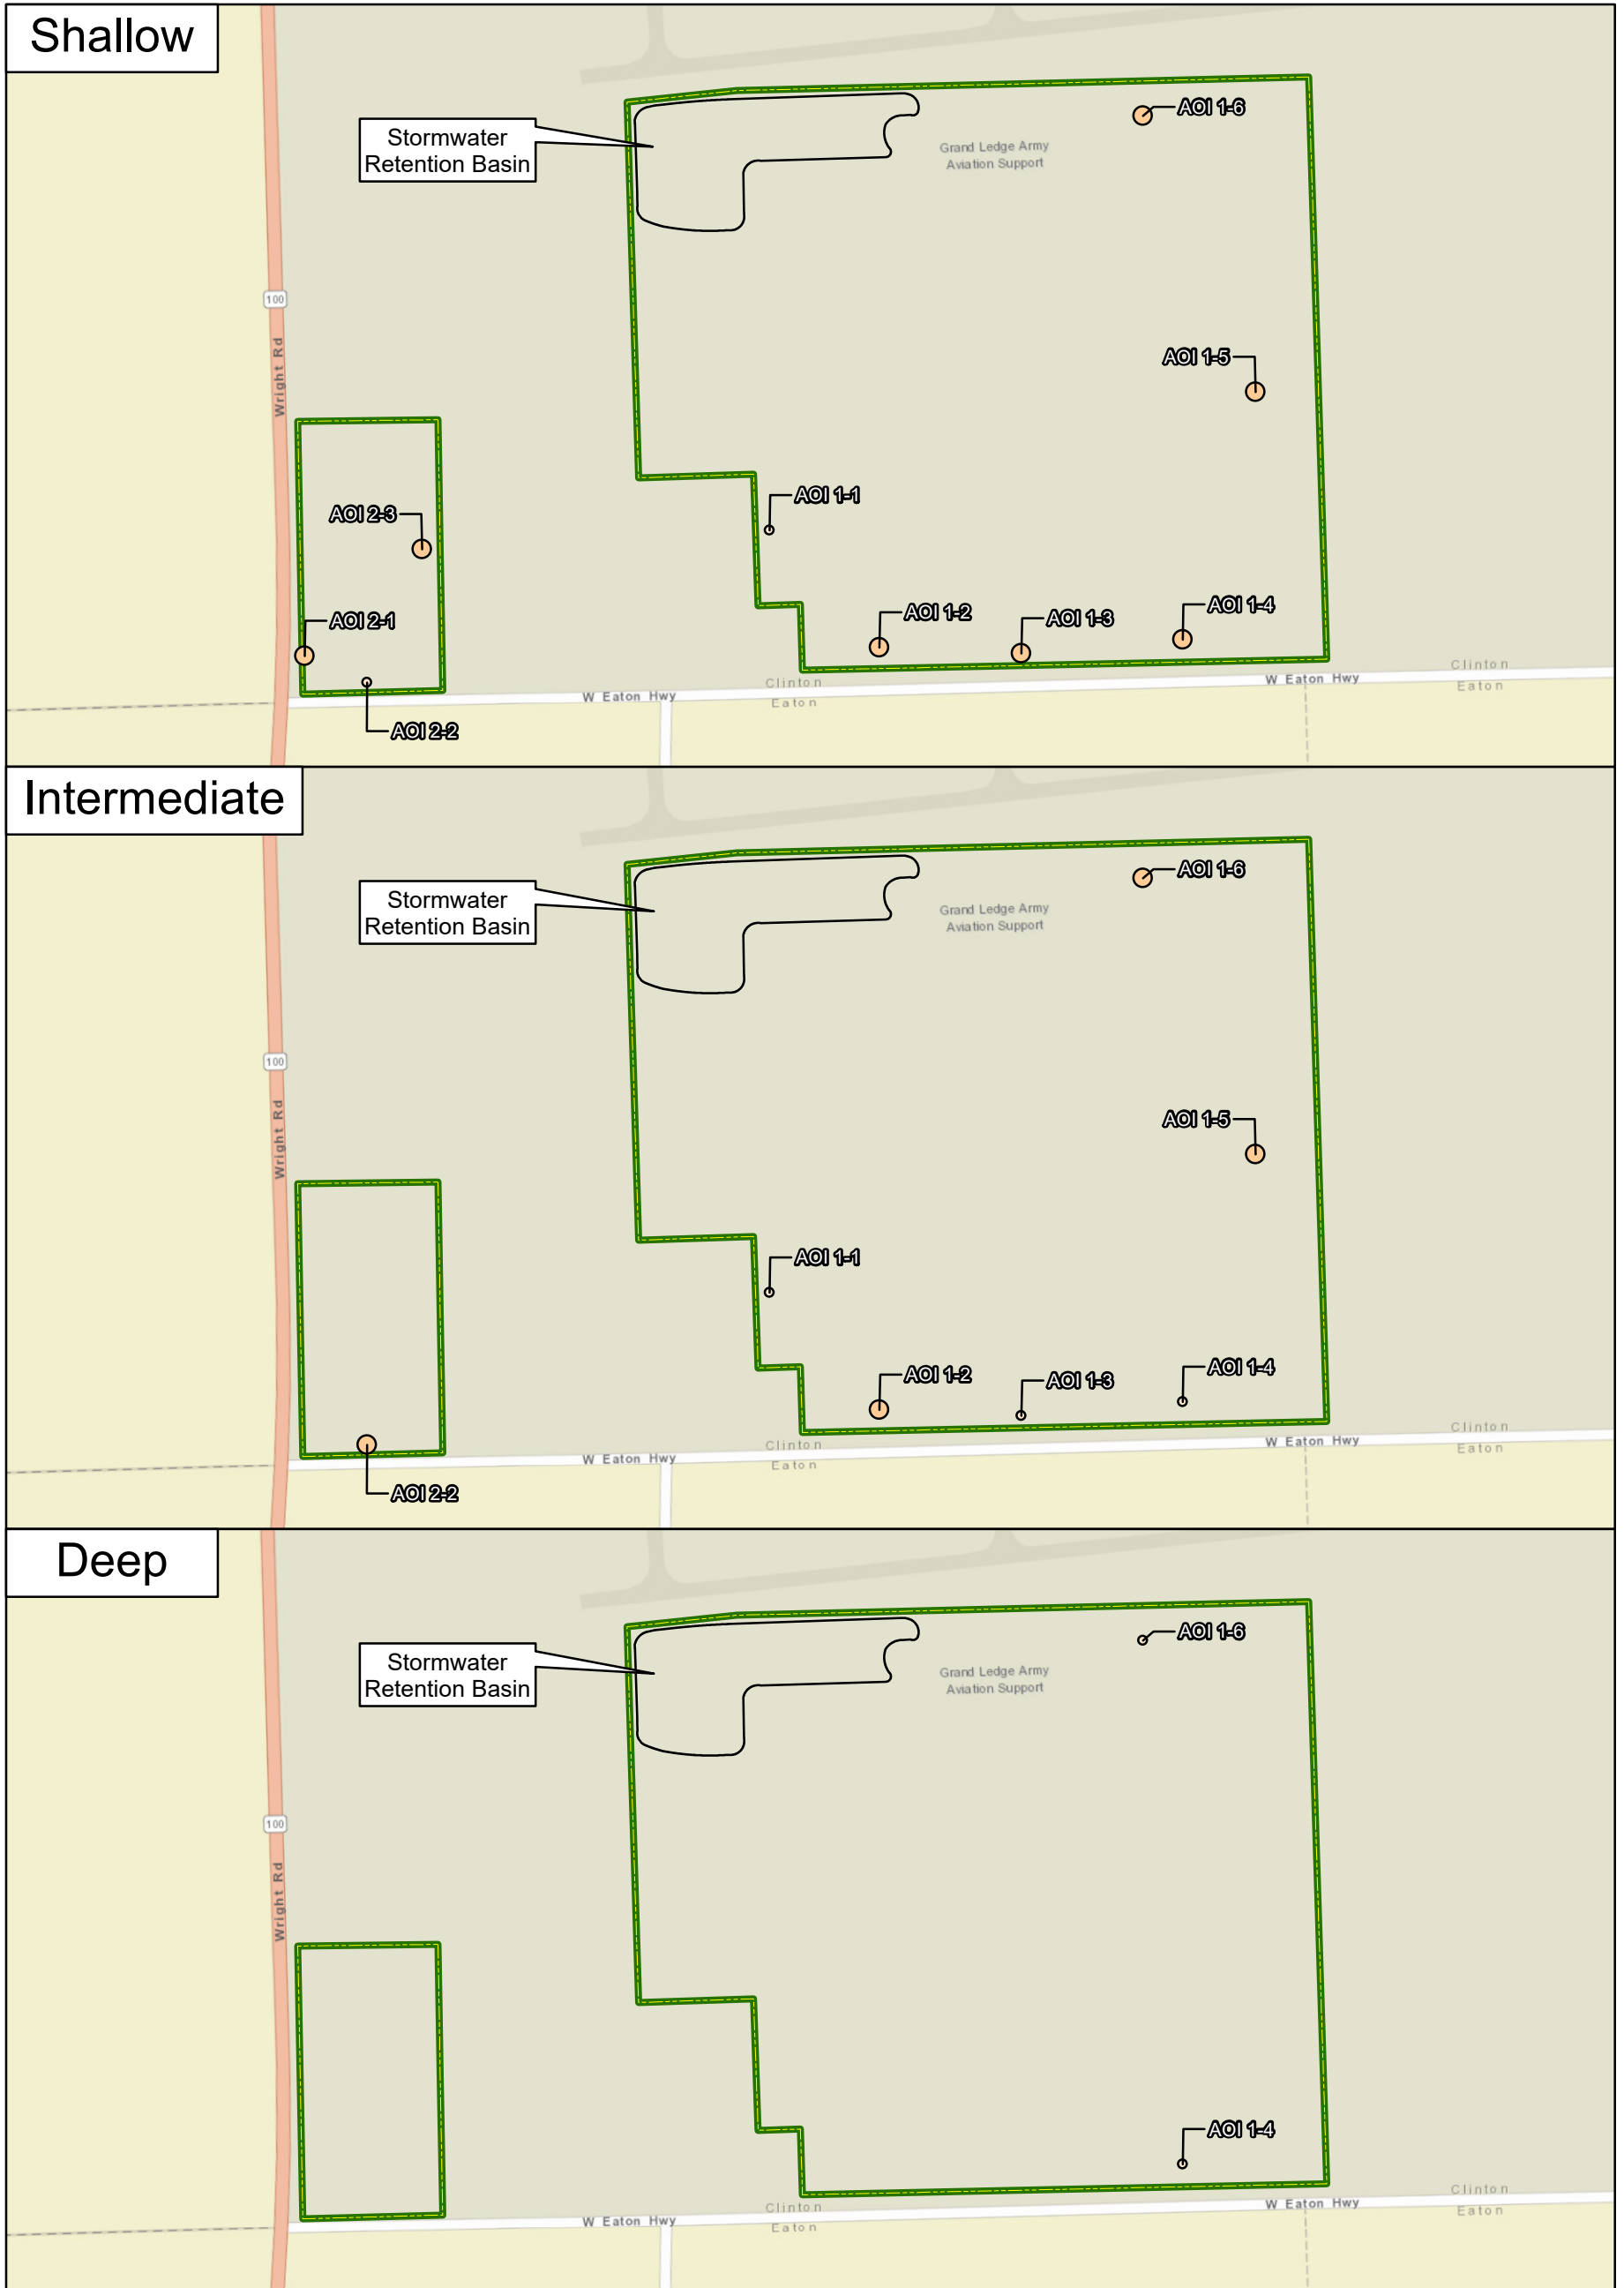 Shallow
AOI 1-6
Stormwater
Retention Basin
Grand Ledge Army
Aviation Support
100
Wright Rd
AOI 1-5
AOI 1-1
AOI 2-3
AOI 2-1
AOI 1-2
AOI 1-3
AOI 1-4
Clinton
Eaton
W Eaton Hwy
W Eaton Hwy
Clinton
Eaton
AOI 2-2
Intermediate
AOI 1-6
Stormwater
Retention Basin
Grand Ledge Army
Aviation Support
100
Wright Rd
AOI 1-5
AOI 1-1
AOI 1-2
AOI 1-3
AOI 1-4
Clinton
Eaton
W Eaton Hwy
W Eaton Hwy
Clinton
Eaton
AOI 2-2
Deep
AOI 1-6
Stormwater
Retention Basin
Grand Ledge Army
Aviation Support
100
Wright Rd
AOI 1-4
Clinton
Eaton
W Eaton Hwy
W Eaton Hwy
Clinton
Eaton